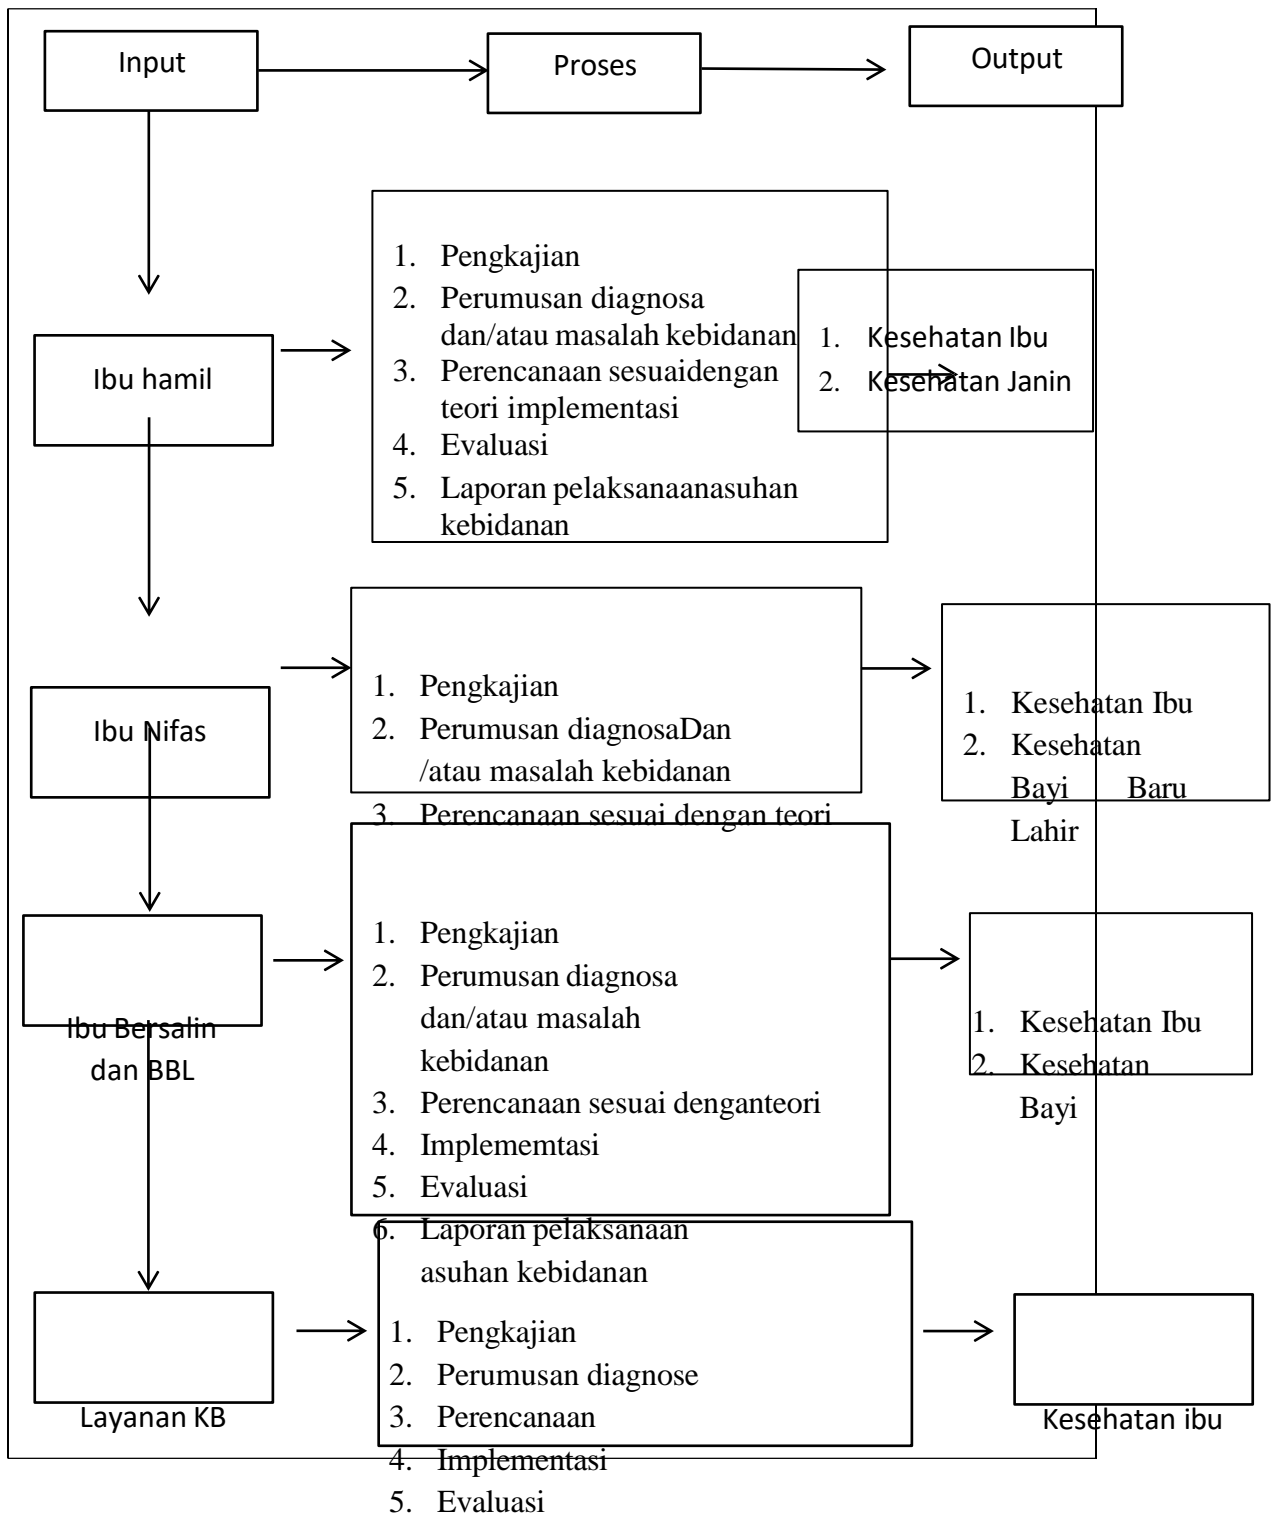 Input
Proses
Output
1. Pengkajian
2. Perumusan diagnosa
dan/atau masalah kebidanan
3. Perencanaan sesuaidengan
teori implementasi
4. Evaluasi
5. Laporan pelaksanaanasuhan
kebidanan
1. Kesehatan Ibu
2. Kesehatan Janin
Ibu hamil
Ibu Nifas
1. Pengkajian
2. Perumusan diagnosaDan
/atau masalah kebidanan
3. Perencanaan sesuai dengan teori
1. Kesehatan Ibu
2. Kesehatan
Bayi Baru
Lahir
Ibu Bersalin
dan BBL
1. Pengkajian
2. Perumusan diagnosa
dan/atau masalah
kebidanan
3. Perencanaan sesuai denganteori
4. Implememtasi
5. Evaluasi
6. Laporan pelaksanaan
asuhan kebidanan
1. Kesehatan Ibu
2. Kesehatan
Bayi
Layanan KB
1. Pengkajian
2. Perumusan diagnose
3. Perencanaan
4. Implementasi
5. Evaluasi
Kesehatan ibu